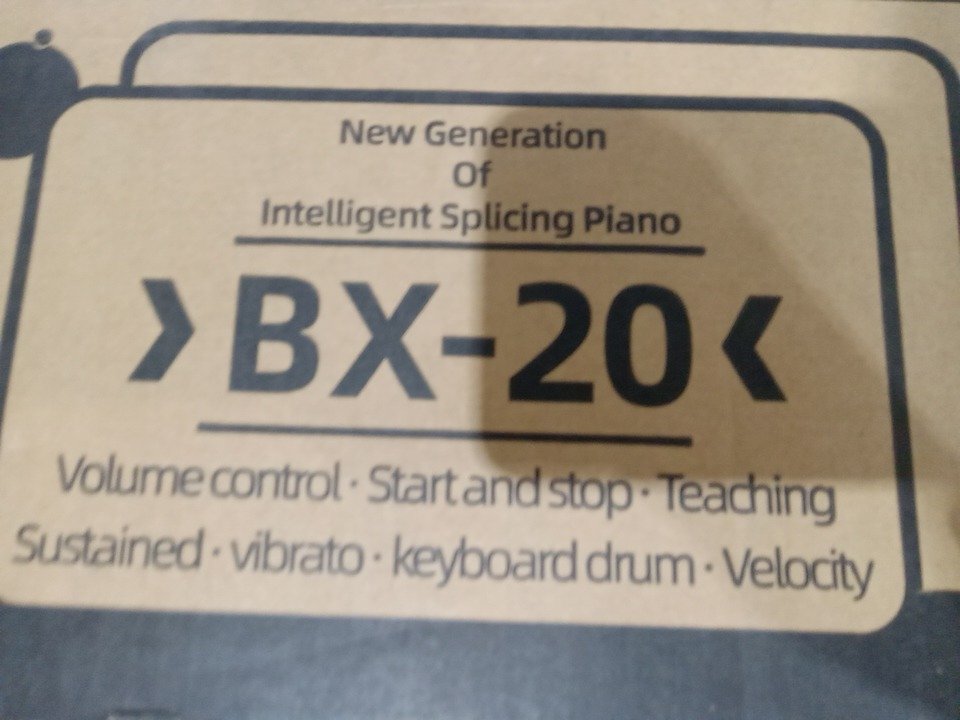 New Generation
Of
Intelligent Splicing Piano
BX-20
Volume control · Start and stop · Teaching
Sustained · vibrato · keyboard drum · Velocity